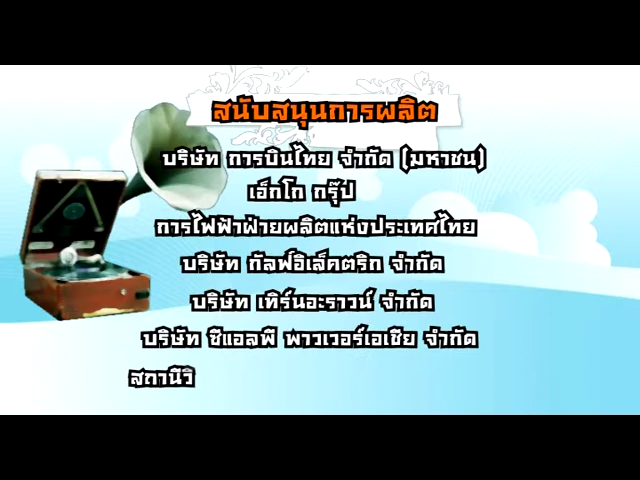 สนับสนุนการผลิต
บริษัท การบินไทย จำกัด (มหาชน)
เอ็กโก กรุ๊ป
การไฟฟ้าฝ่ายผลิตแห่งประเทศไทย
บริษัท กัลฟ์อิเล็คตริก จำกัด
บริษัท เทิร์นอะราวน์ จำกัด
บริษัท ซีแอลพี พาวเวอร์เอเชีย จำกัด
สถานีวิ